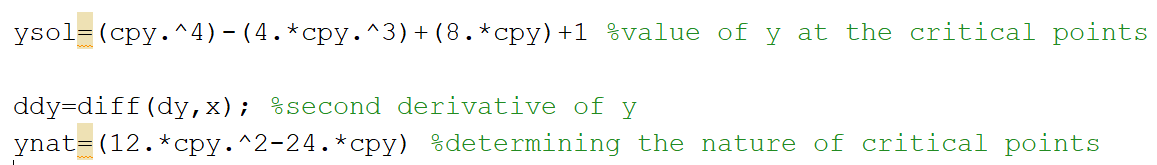 ysol=(cpy.^4)-(4.*cpy.^3)+(8.*cpy)+1 %value of y at the critical points
ddy=diff(dy,x); %second derivative of y
ynat=(12.*cpy.^2-24.*cpy) %determining the nature of critical points